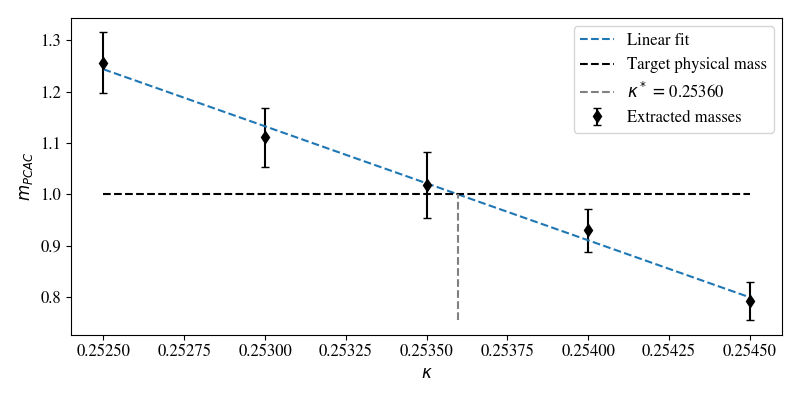 Linear fit
Target physical mass
κ* = 0.25360
Extracted masses
1.3
1.2
1.1
1.0
0.9
0.8
m_{PCAC}
0.25250 0.25275 0.25300 0.25325 0.25350 0.25375 0.25400 0.25425 0.25450
κ